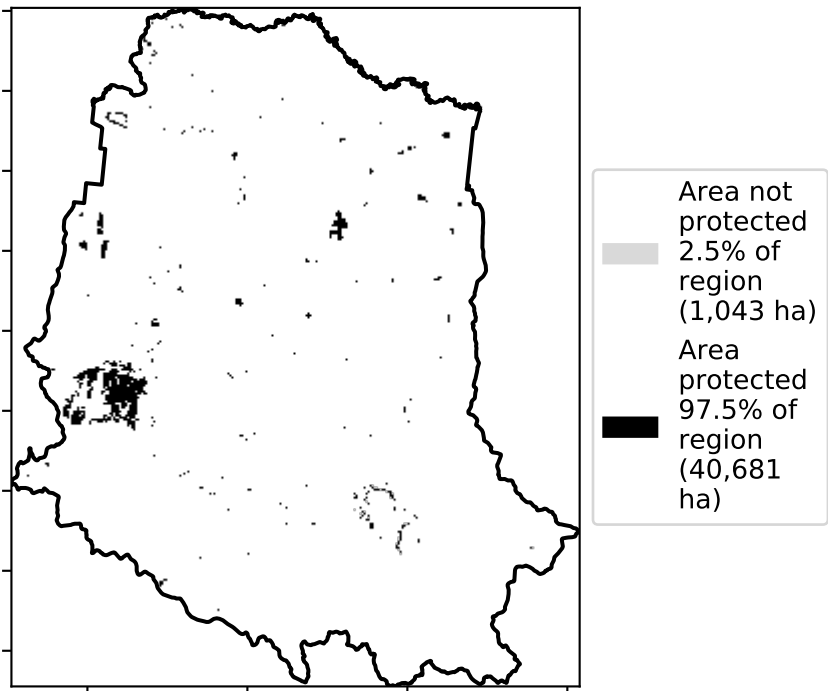 Area not
protected
2.5% of
region
(1,043 ha)
Area
protected
97.5% of
region
(40,681
ha)